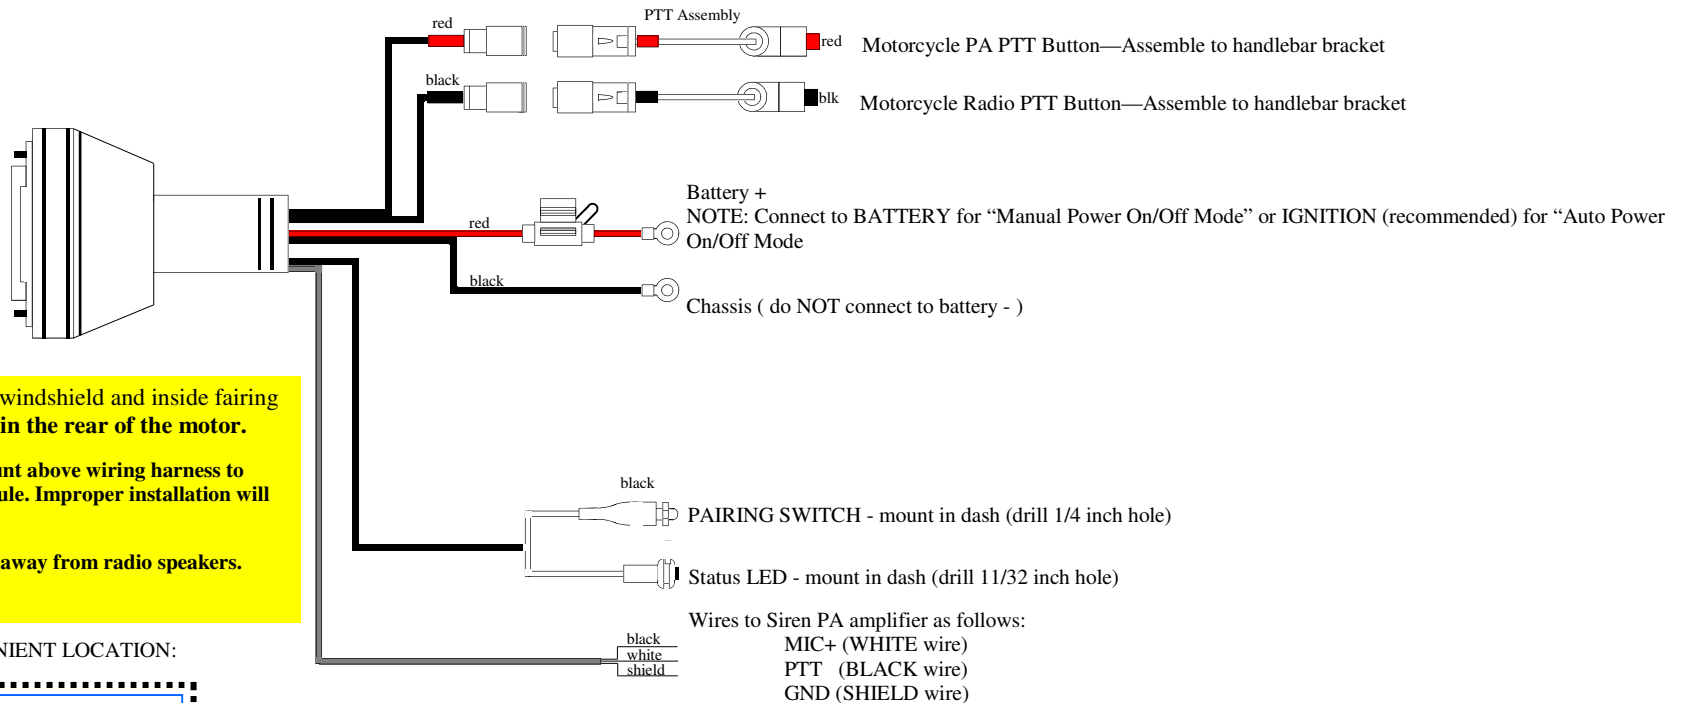 PTT Assembly
red
red
Motorcycle PA PTT Button—Assemble to handlebar bracket
black
blk
Motorcycle Radio PTT Button—Assemble to handlebar bracket
Battery +
NOTE: Connect to BATTERY for “Manual Power On/Off Mode” or IGNITION (recommended) for “Auto Power
On/Off Mode
red
black
Chassis ( do NOT connect to battery - )
windshield and inside fairing
in the rear of the motor.
above wiring harness to
Improper installation will
away from radio speakers.
black
PAIRING SWITCH - mount in dash (drill 1/4 inch hole)
Status LED - mount in dash (drill 11/32 inch hole)
Wires to Siren PA amplifier as follows:
MIC+ (WHITE wire)
PTT (BLACK wire)
GND (SHIELD wire)
black
white
shield
LOCATION: